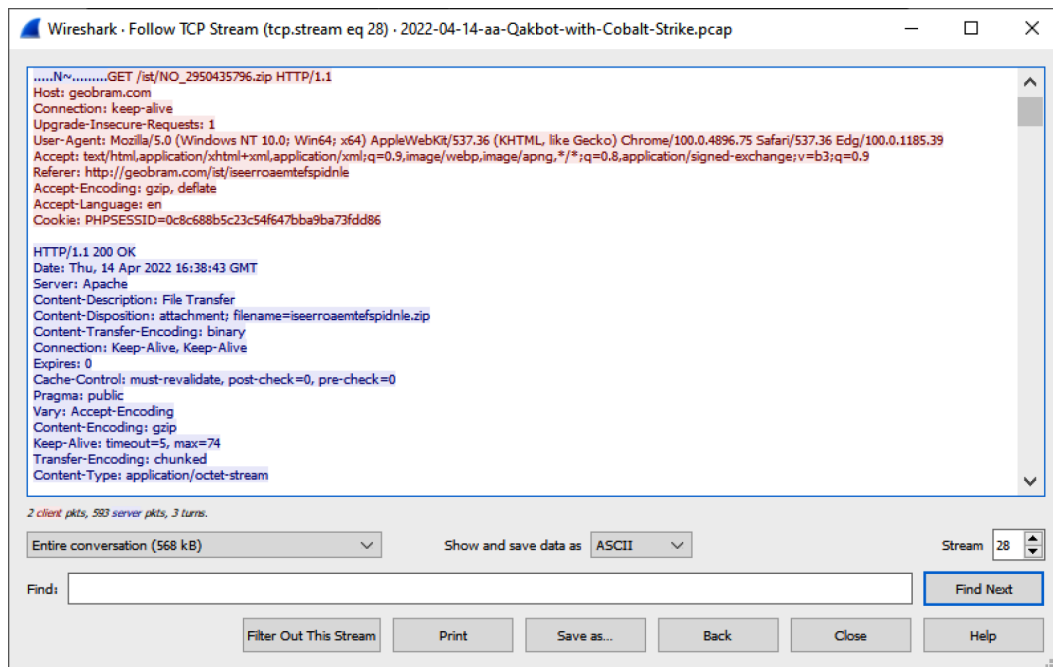 Wireshark · Follow TCP Stream (tcp.stream eq 28) · 2022-04-14-aa-Qakbot-with-Cobalt-Strike.pcap
.....N~.........GET /ist/NO_2950435796.zip HTTP/1.1
Host: geobram.com
Connection: keep-alive
Upgrade-Insecure-Requests: 1
User-Agent: Mozilla/5.0 (Windows NT 10.0; Win64; x64) AppleWebKit/537.36 (KHTML, like Gecko) Chrome/100.0.4896.75 Safari/537.36 Edg/100.0.1185.39
Accept: text/html,application/xhtml+xml,application/xml;q=0.9,image/webp,image/apng,*/*;q=0.8,application/signed-exchange;v=b3;q=0.9
Referer: http://geobram.com/ist/iseerroaemtefspidnle
Accept-Encoding: gzip, deflate
Accept-Language: en
Cookie: PHPSESSID=0c8c688b5c23c54f647bba9ba73fdd86
HTTP/1.1 200 OK
Date: Thu, 14 Apr 2022 16:38:43 GMT
Server: Apache
Content-Description: File Transfer
Content-Disposition: attachment; filename=iseerroaemtefspidnle.zip
Content-Transfer-Encoding: binary
Connection: Keep-Alive, Keep-Alive
Expires: 0
Cache-Control: must-revalidate, post-check=0, pre-check=0
Pragma: public
Vary: Accept-Encoding
Content-Encoding: gzip
Keep-Alive: timeout=5, max=74
Transfer-Encoding: chunked
Content-Type: application/octet-stream
2 client pkts, 593 server pkts, 3 turns.
Entire conversation (568 kB) Show and save data as ASCII Stream 28
Find: Find Next
Filter Out This Stream Print Save as... Back Close Help